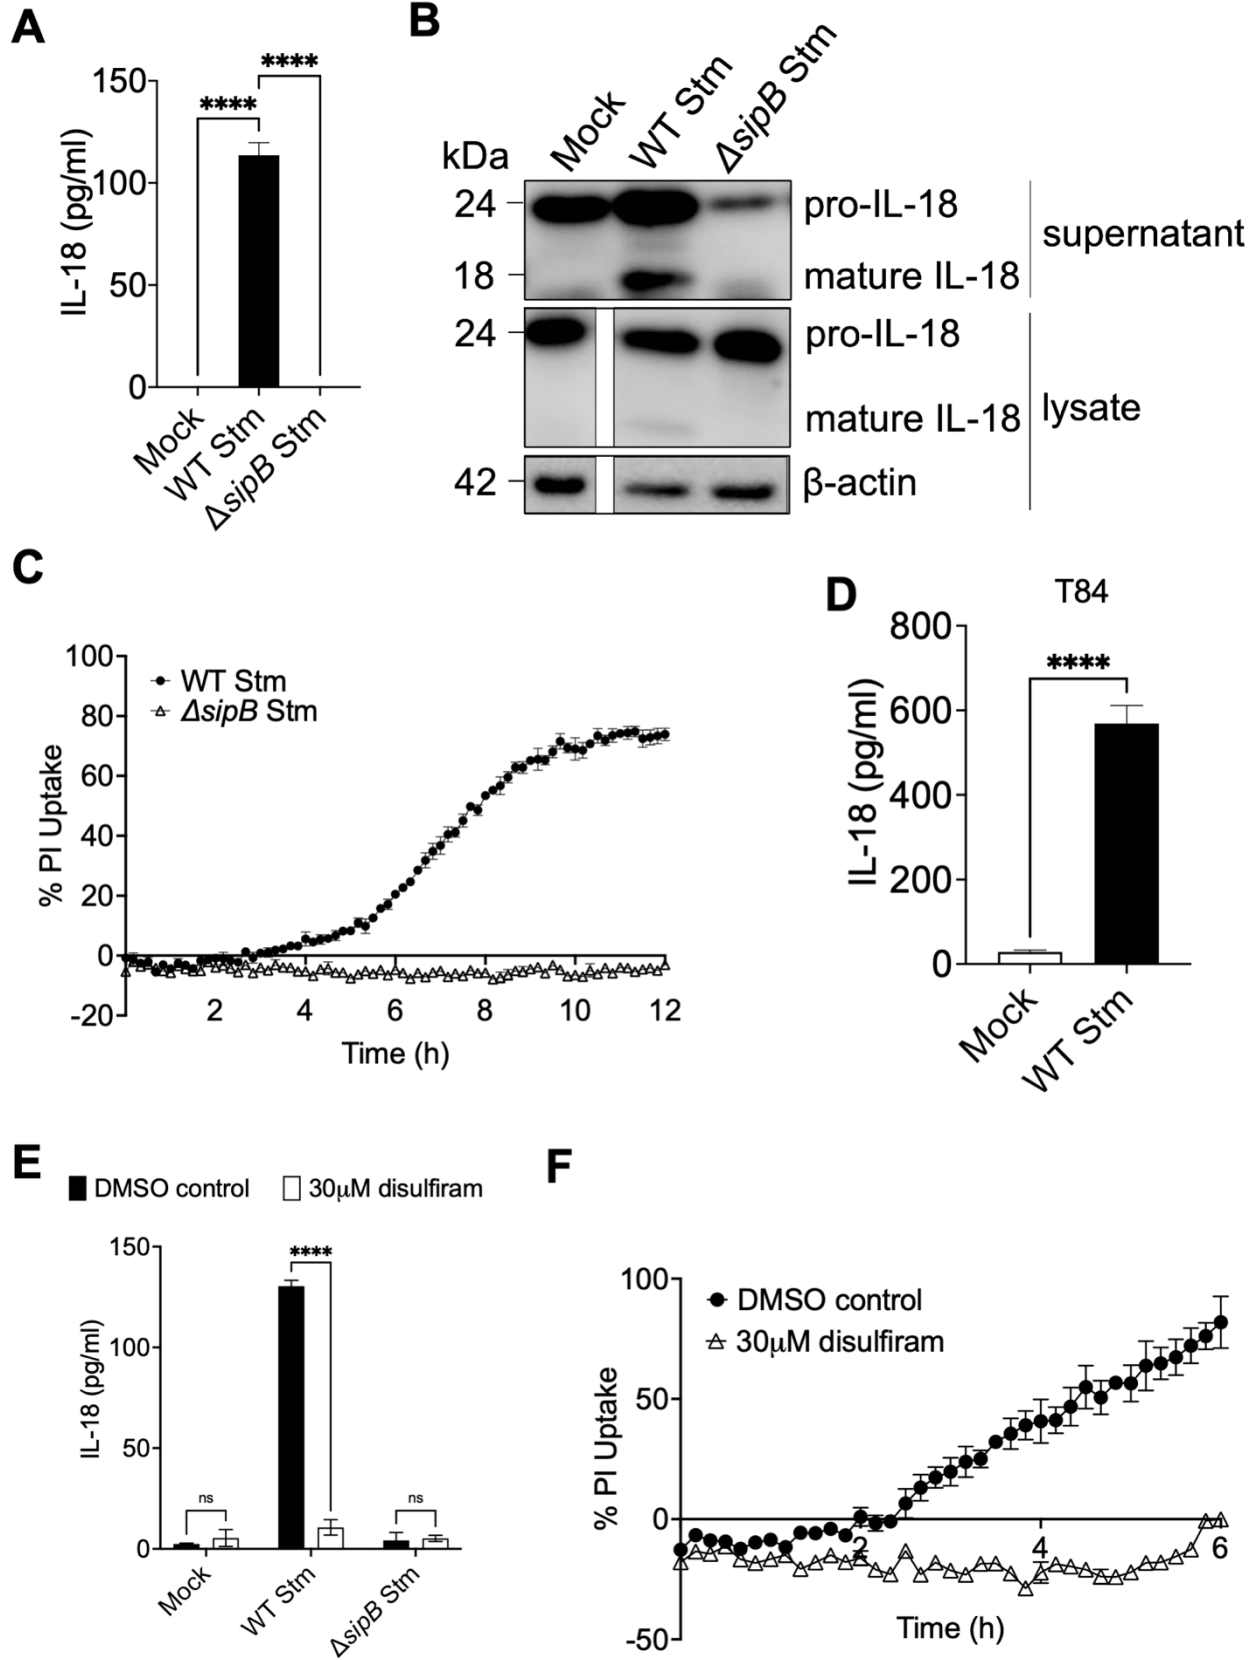 A
IL-18 (pg/ml)
150
100
50
0
****
****
Mock
WT Stm
ΔsipB Stm
B
kDa
Mock
WT Stm
ΔsipB Stm
24
pro-IL-18
18
mature IL-18
supernatant
24
pro-IL-18
mature IL-18
lysate
42
β-actin
C
% PI Uptake
100
80
60
40
20
0
-20
WT Stm
ΔsipB Stm
2 4 6 8 10 12
Time (h)
D
T84
IL-18 (pg/ml)
800
600
400
200
0
****
Mock
WT Stm
E
DMSO control 30μM disulfiram
IL-18 (pg/ml)
150
100
50
0
ns
****
ns
Mock
WT Stm
ΔsipB Stm
F
% PI Uptake
100
50
0
-50
DMSO control
30μM disulfiram
2 4 6
Time (h)